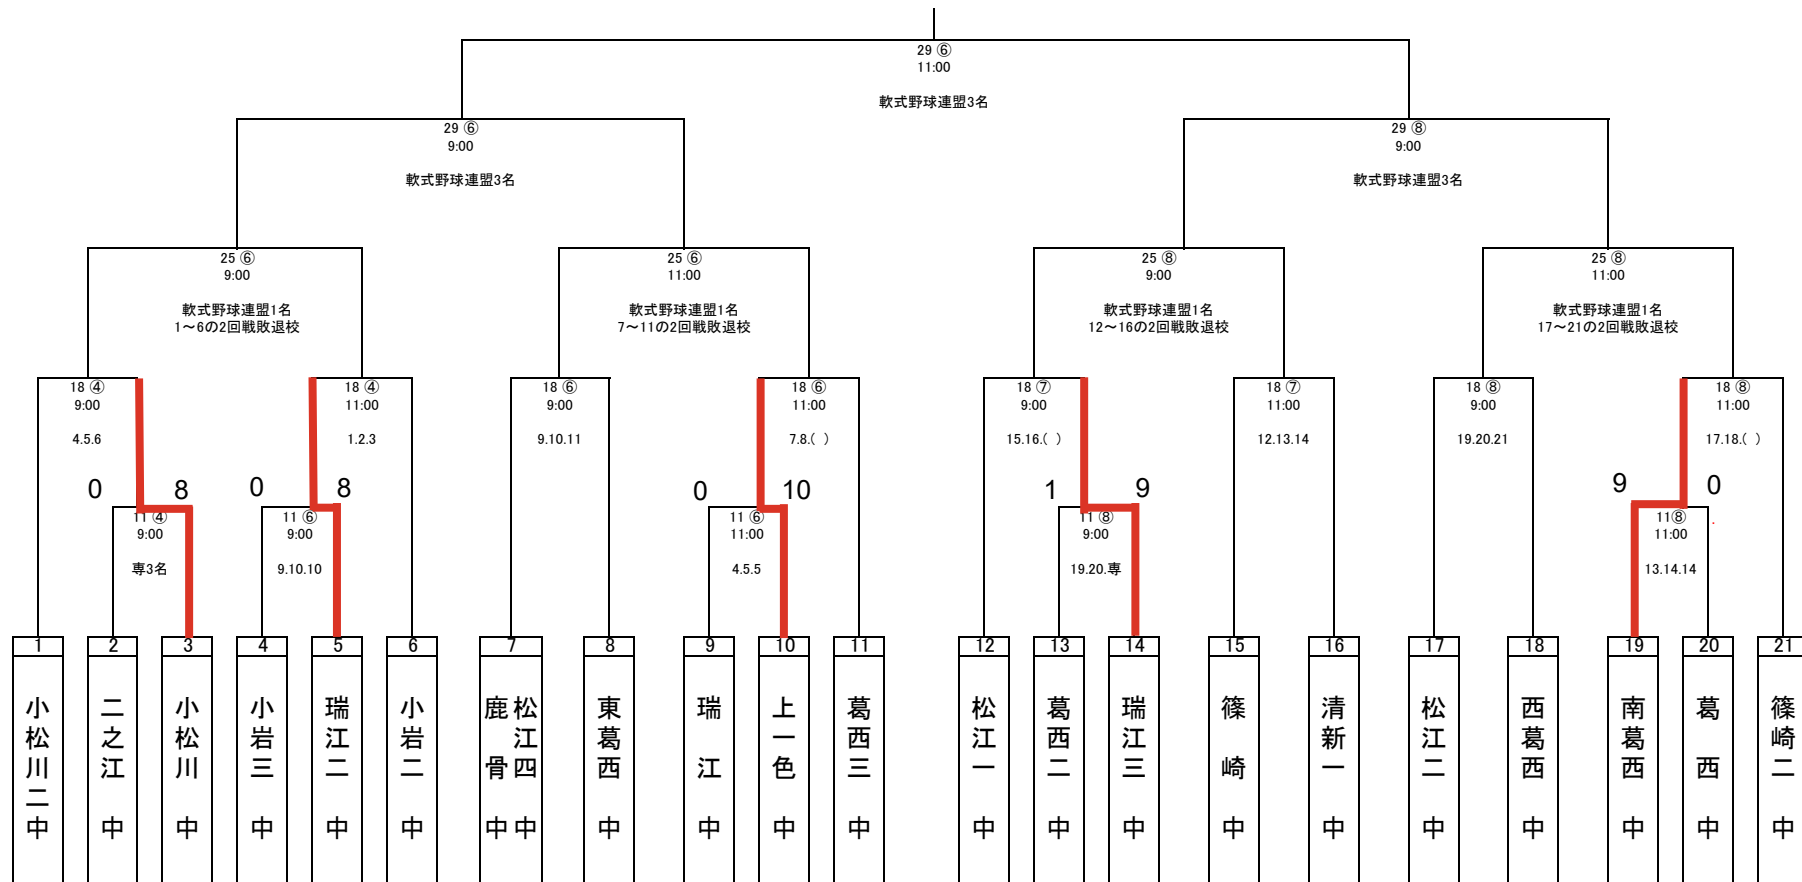 29 ⑥
11:00
軟式野球連盟3名
29 ⑥
9:00
軟式野球連盟3名
29 ⑧
9:00
軟式野球連盟3名
25 ⑥
9:00
軟式野球連盟1名
1～6の2回戦敗退校
25 ⑥
11:00
軟式野球連盟1名
7～11の2回戦敗退校
25 ⑧
9:00
軟式野球連盟1名
12～16の2回戦敗退校
25 ⑧
11:00
軟式野球連盟1名
17～21の2回戦敗退校
18 ④
9:00
4.5.6
18 ④
11:00
1.2.3
18 ⑥
9:00
9.10.11
18 ⑥
11:00
7.8.( )
18 ⑦
9:00
15.16.( )
18 ⑦
11:00
12.13.14
18 ⑧
9:00
19.20.21
18 ⑧
11:00
17.18.( )
0 8
11 ④
9:00
専3名
0 8
11 ⑥
9:00
9.10.10
0 10
11 ⑥
11:00
4.5.5
1 9
11 ⑧
9:00
19.20.専
9 0
11⑧
11:00
13.14.14
1
小松川二中
2
二之江 中
3
小松川 中
4
小岩三 中
5
瑞江二 中
6
小岩二 中
7
松江四 中
鹿 骨 中
8
東葛西 中
9
瑞 江 中
10
上一色 中
11
葛西三 中
12
松江一 中
13
葛西二 中
14
瑞江三 中
15
篠 崎 中
16
清新一 中
17
松江二 中
18
西葛西 中
19
南葛西 中
20
葛 西 中
21
篠崎二 中